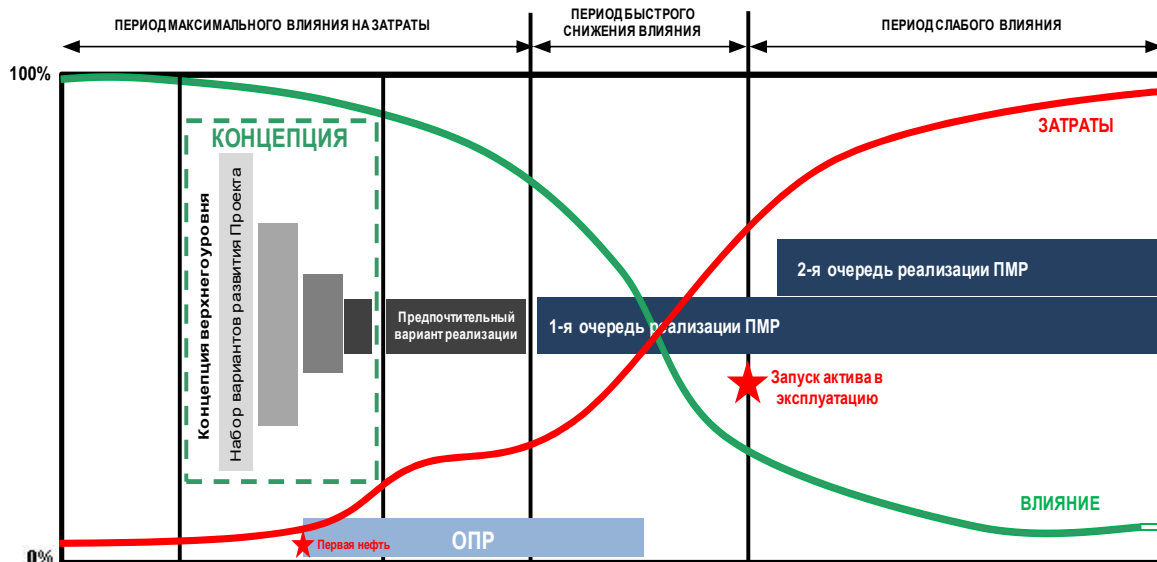 ПЕРИОД МАКСИМАЛЬНОГО ВЛИЯНИЯ НА ЗАТРАТЫ
ПЕРИОД БЫСТРОГО
СНИЖЕНИЯ ВЛИЯНИЯ
ПЕРИОД СЛАБОГО ВЛИЯНИЯ
100%
КОНЦЕПЦИЯ
Концепция верхнего уровня
Набор вариантов развития Проекта
ЗАТРАТЫ
2-я очередь реализации ПМР
Предпочтительный
вариант реализации
1-я очередь реализации ПМР
Запуск актива в
эксплуатацию
ВЛИЯНИЕ
Первая нефть
ОПР
0%